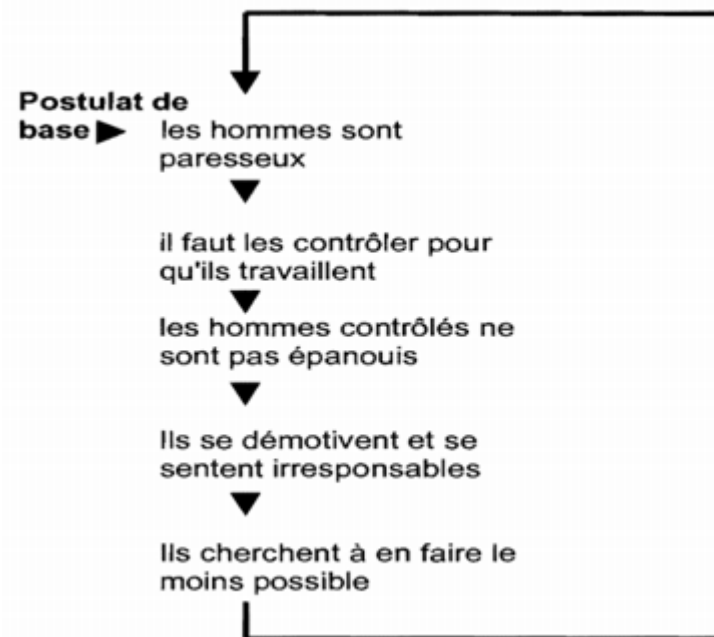 Postulat de
base
les hommes sont
paresseux
il faut les contrôler pour
qu'ils travaillent
les hommes contrôlés ne
sont pas épanouis
Ils se démotivent et se
sentent irresponsables
Ils cherchent à en faire le
moins possible